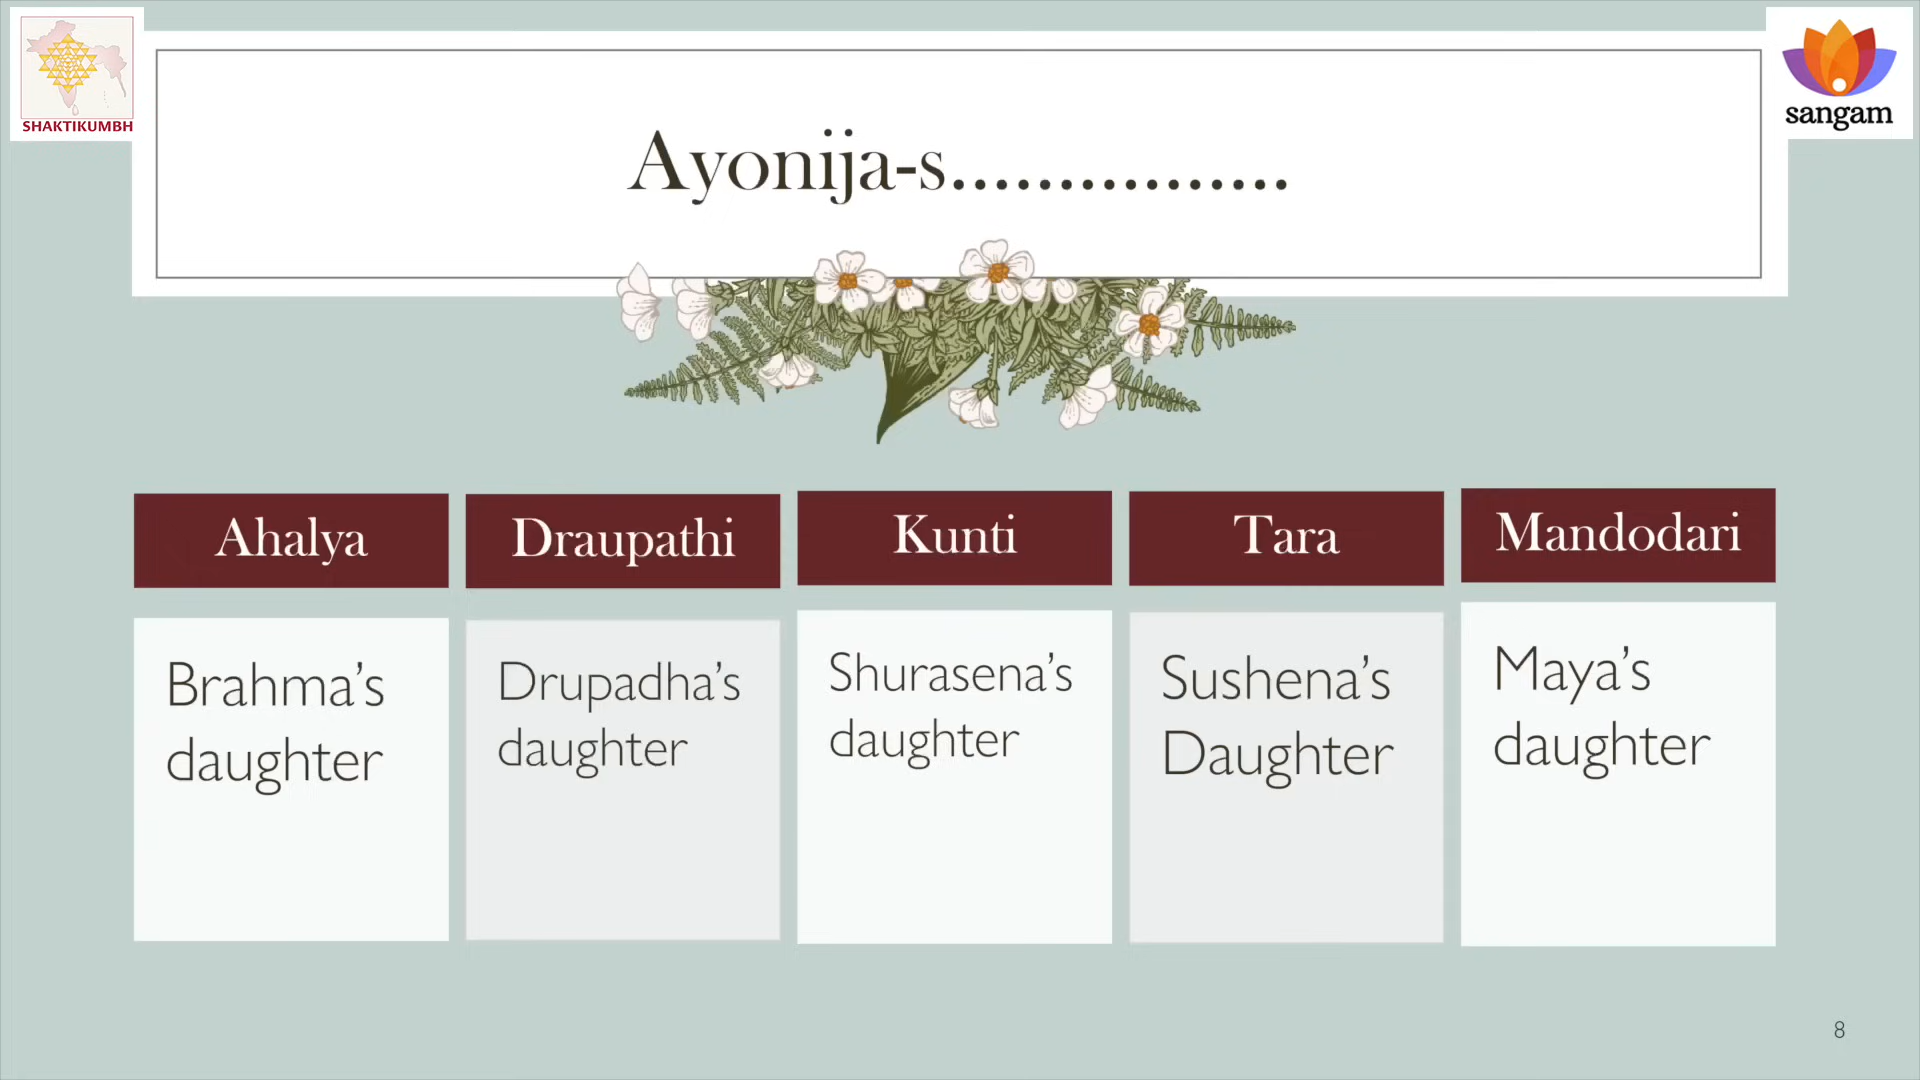 SHAKTIKUMBH
sangam
Ayonija-s................
Ahalya
Brahma’s
daughter
Draupathi
Drupadha’s
daughter
Kunti
Shurasena’s
daughter
Tara
Sushena’s
Daughter
Mandodari
Maya’s
daughter
8